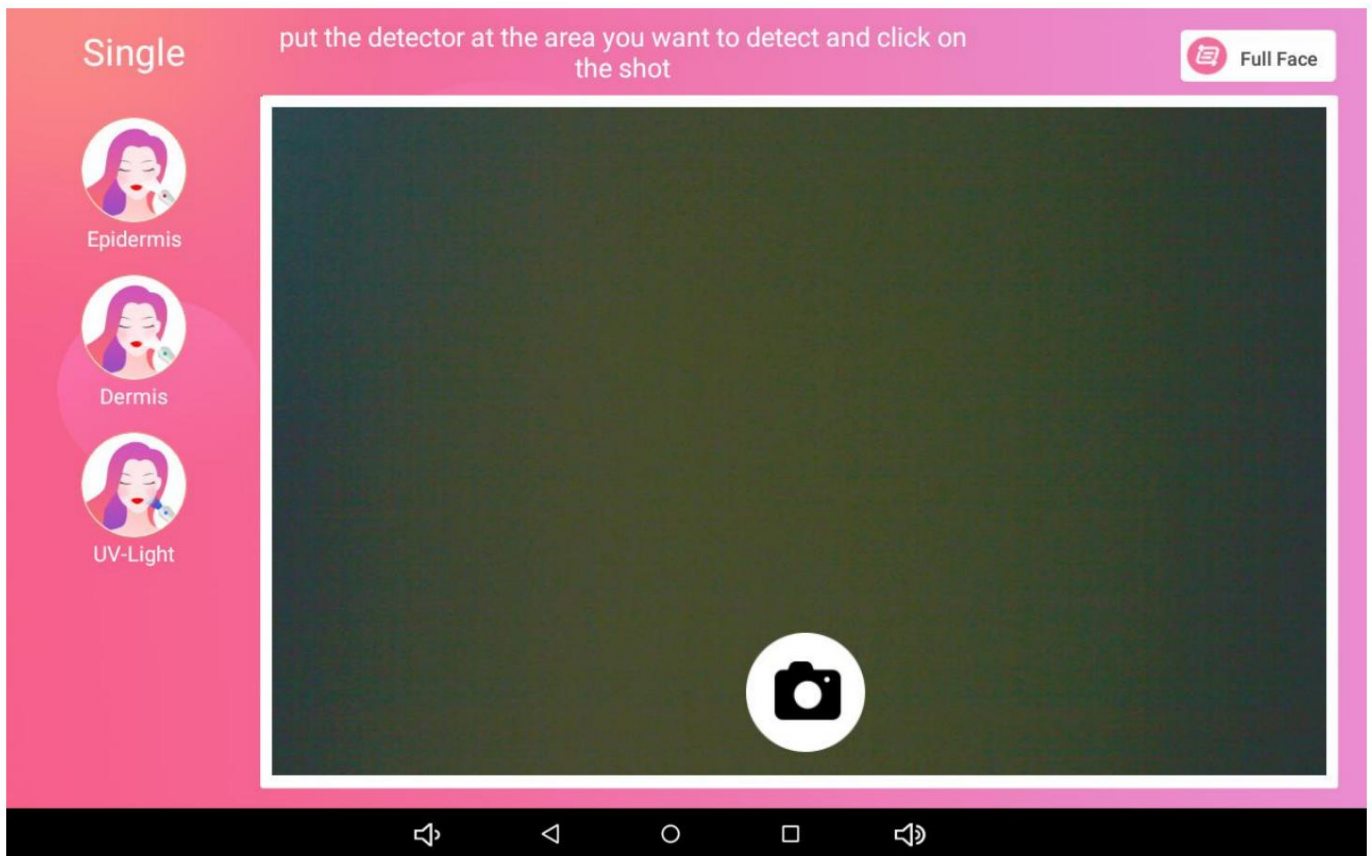 Single
put the detector at the area you want to detect and click on
the shot
Full Face
Epidermis
Dermis
UV-Light